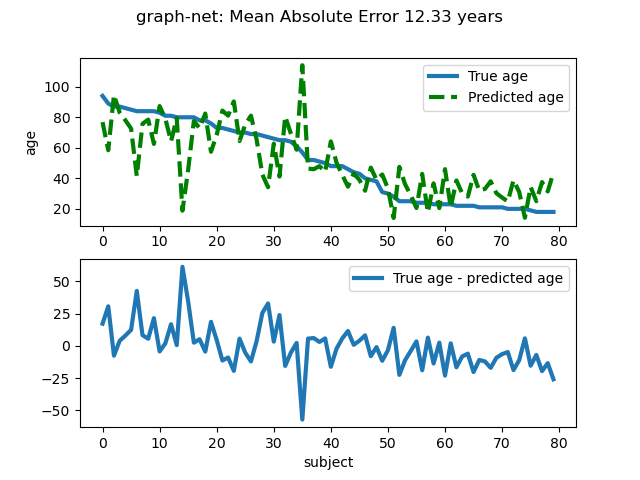 graph-net: Mean Absolute Error 12.33 years
True age
Predicted age
age
100
80
60
40
20
0 10 20 30 40 50 60 70 80
True age - predicted age
50
25
0
−25
−50
0 10 20 30 40 50 60 70 80
subject